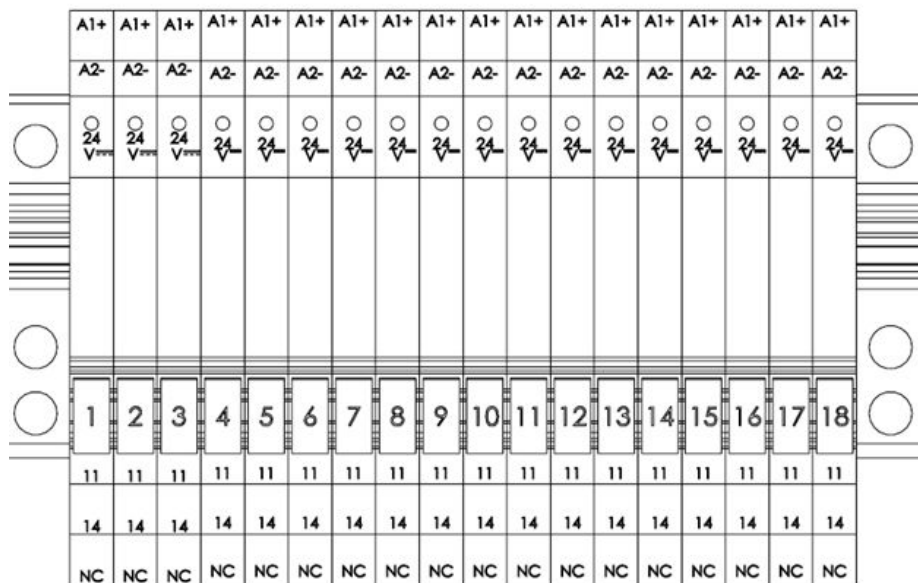 A1+ A1+ A1+ A1+ A1+ A1+ A1+ A1+ A1+ A1+ A1+ A1+ A1+ A1+ A1+ A1+ A1+ A1+
A2- A2- A2- A2- A2- A2- A2- A2- A2- A2- A2- A2- A2- A2- A2- A2- A2- A2-
24 24 24 24 24 24 24 24 24 24 24 24 24 24 24 24 24 24
V V V V V V V V V V V V V V V V V V
1 2 3 4 5 6 7 8 9 10 11 12 13 14 15 16 17 18
11 11 11 11 11 11 11 11 11 11 11 11 11 11 11 11 11 11
14 14 14 14 14 14 14 14 14 14 14 14 14 14 14 14 14 14
NC NC NC NC NC NC NC NC NC NC NC NC NC NC NC NC NC NC